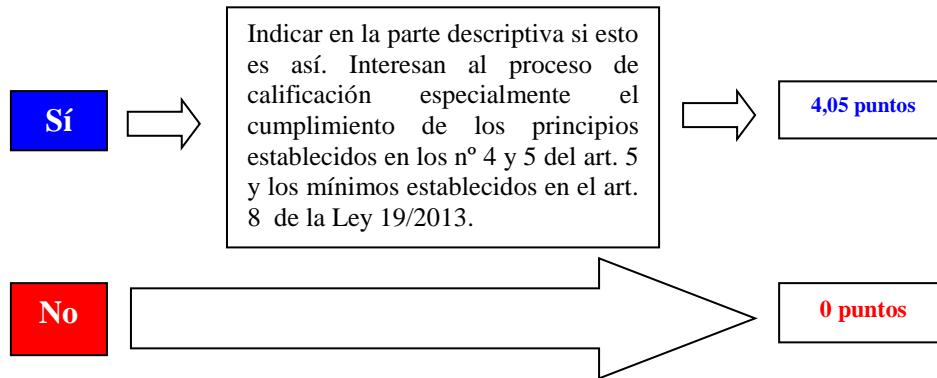 Indicar en la parte descriptiva si esto
es así. Interesan al proceso de
calificación especialmente el
cumplimiento de los principios
establecidos en los nº 4 y 5 del art. 5
y los mínimos establecidos en el art.
8 de la Ley 19/2013.
Sí
4,05 puntos
No
0 puntos